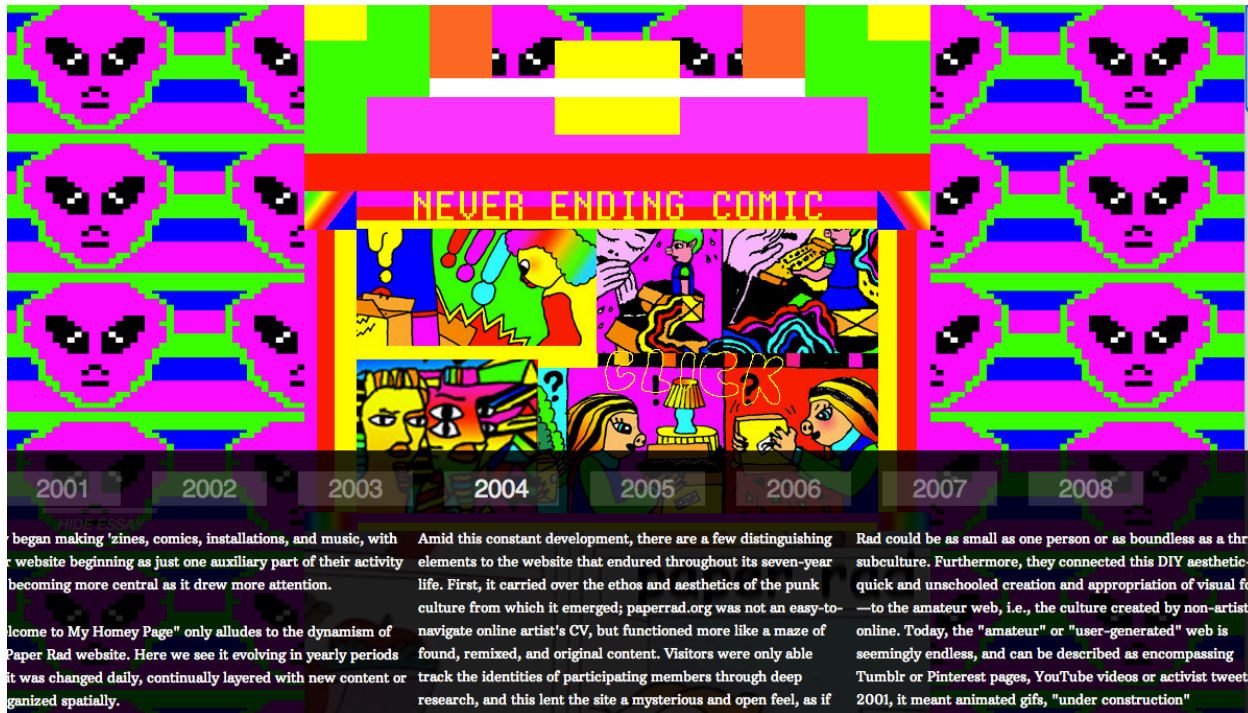 NEVER ENDING COMIC
CLICK
2001 2002 2003 2004 2005 2006 2007 2008
HIDE ESSAY
began making 'zines, comics, installations, and music, with
website beginning as just one auxiliary part of their activity
becoming more central as it drew more attention.
to My Homey Page" only alludes to the dynamism of
Paper Rad website. Here we see it evolving in yearly periods
it was changed daily, continually layered with new content or
spatially.
Amid this constant development, there are a few distinguishing
elements to the website that endured throughout its seven-year
life. First, it carried over the ethos and aesthetics of the punk
culture from which it emerged; paperrad.org was not an easy-to-
navigate online artist's CV, but functioned more like a maze of
found, remixed, and original content. Visitors were only able
track the identities of participating members through deep
research, and this lent the site a mysterious and open feel, as if
Rad could be as small as one person or as boundless as a
subculture. Furthermore, they connected this DIY aesthetic—
quick and unschooled creation and appropriation of visual
—to the amateur web, i.e., the culture created by
online. Today, the "amateur" or "user-generated" web is
seemingly endless, and can be described as encompassing
Tumblr or Pinterest pages, YouTube videos or activist
2001, it meant animated gifs, "under construction"
paper rad